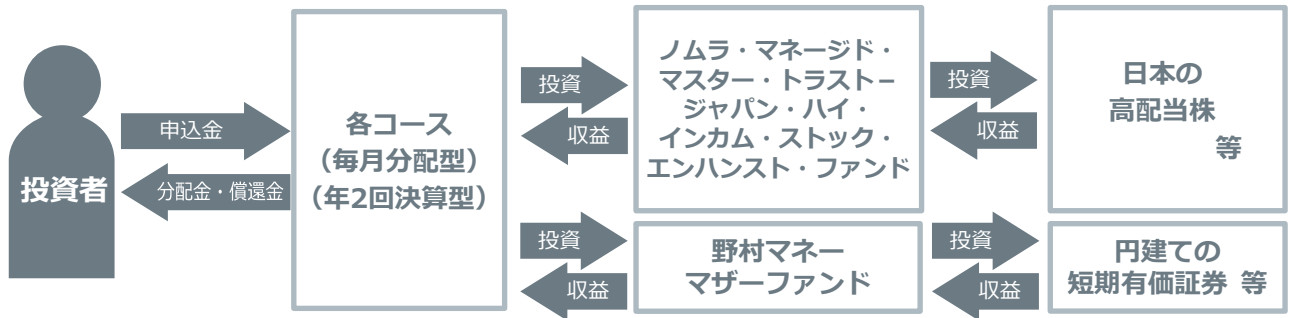 投資者
申込金
分配金・償還金
各コース
（毎月分配型）
（年2回決算型）
投資
収益
ノムラ・マネージド・
マスター・トラスト－
ジャパン・ハイ・
インカム・ストック・
エンハンスト・ファンド
投資
収益
日本の
高配当株
等
投資
収益
野村マネー
マザーファンド
投資
収益
円建ての
短期有価証券 等